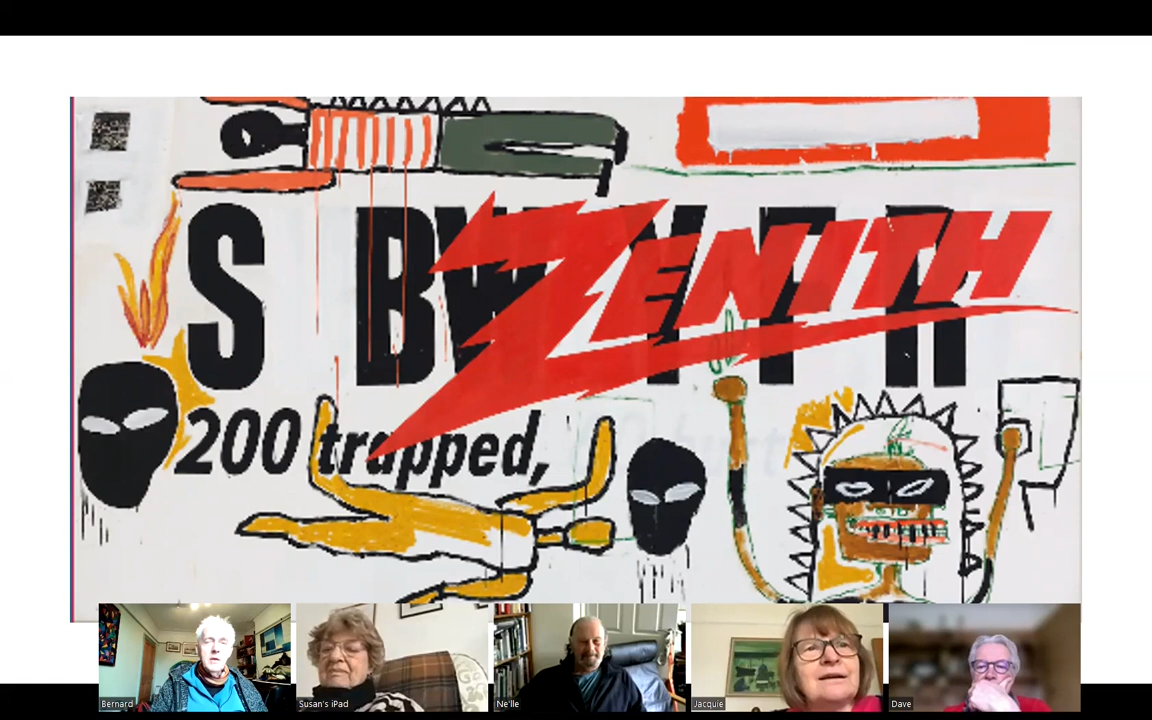 S BW
ZENITH
200 trapped,
Bernard
Susan's iPad
Ne'lle
Jacquie
Dave